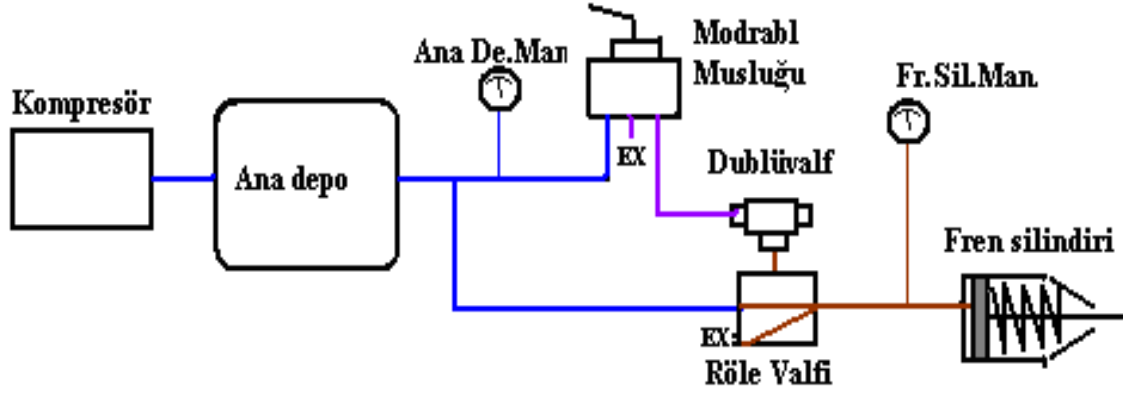 Kompresör
Ana depo
Ana De.Man
Modrabl
Musluğu
EX
Dublüvalf
Fr.Sil.Man.
Fren silindiri
EX
Röle Valfi